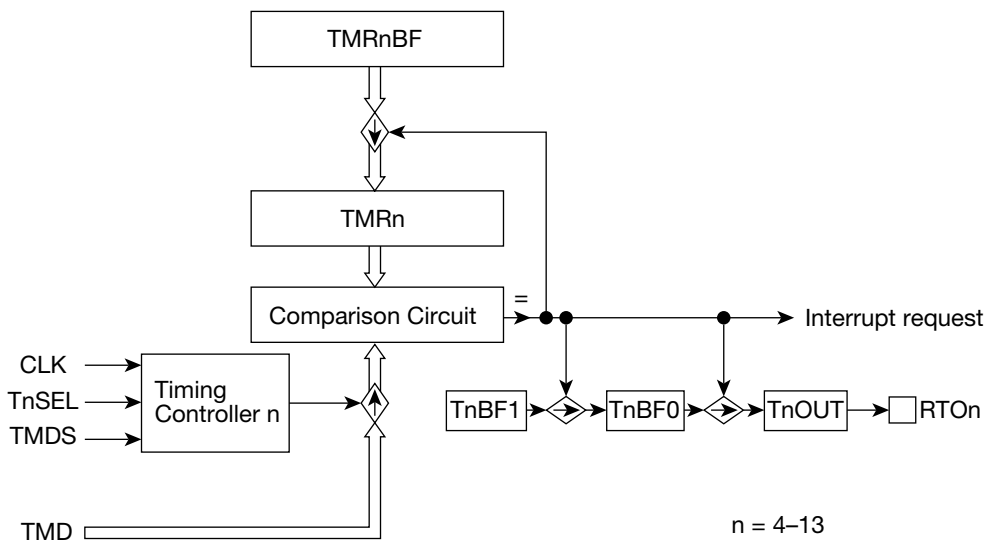 TMRnBF
TMRn
Comparison Circuit
=
Interrupt request
CLK
TnSEL
TMDS
Timing
Controller n
TnBF1
TnBF0
TnOUT
RTOn
TMD
n = 4–13